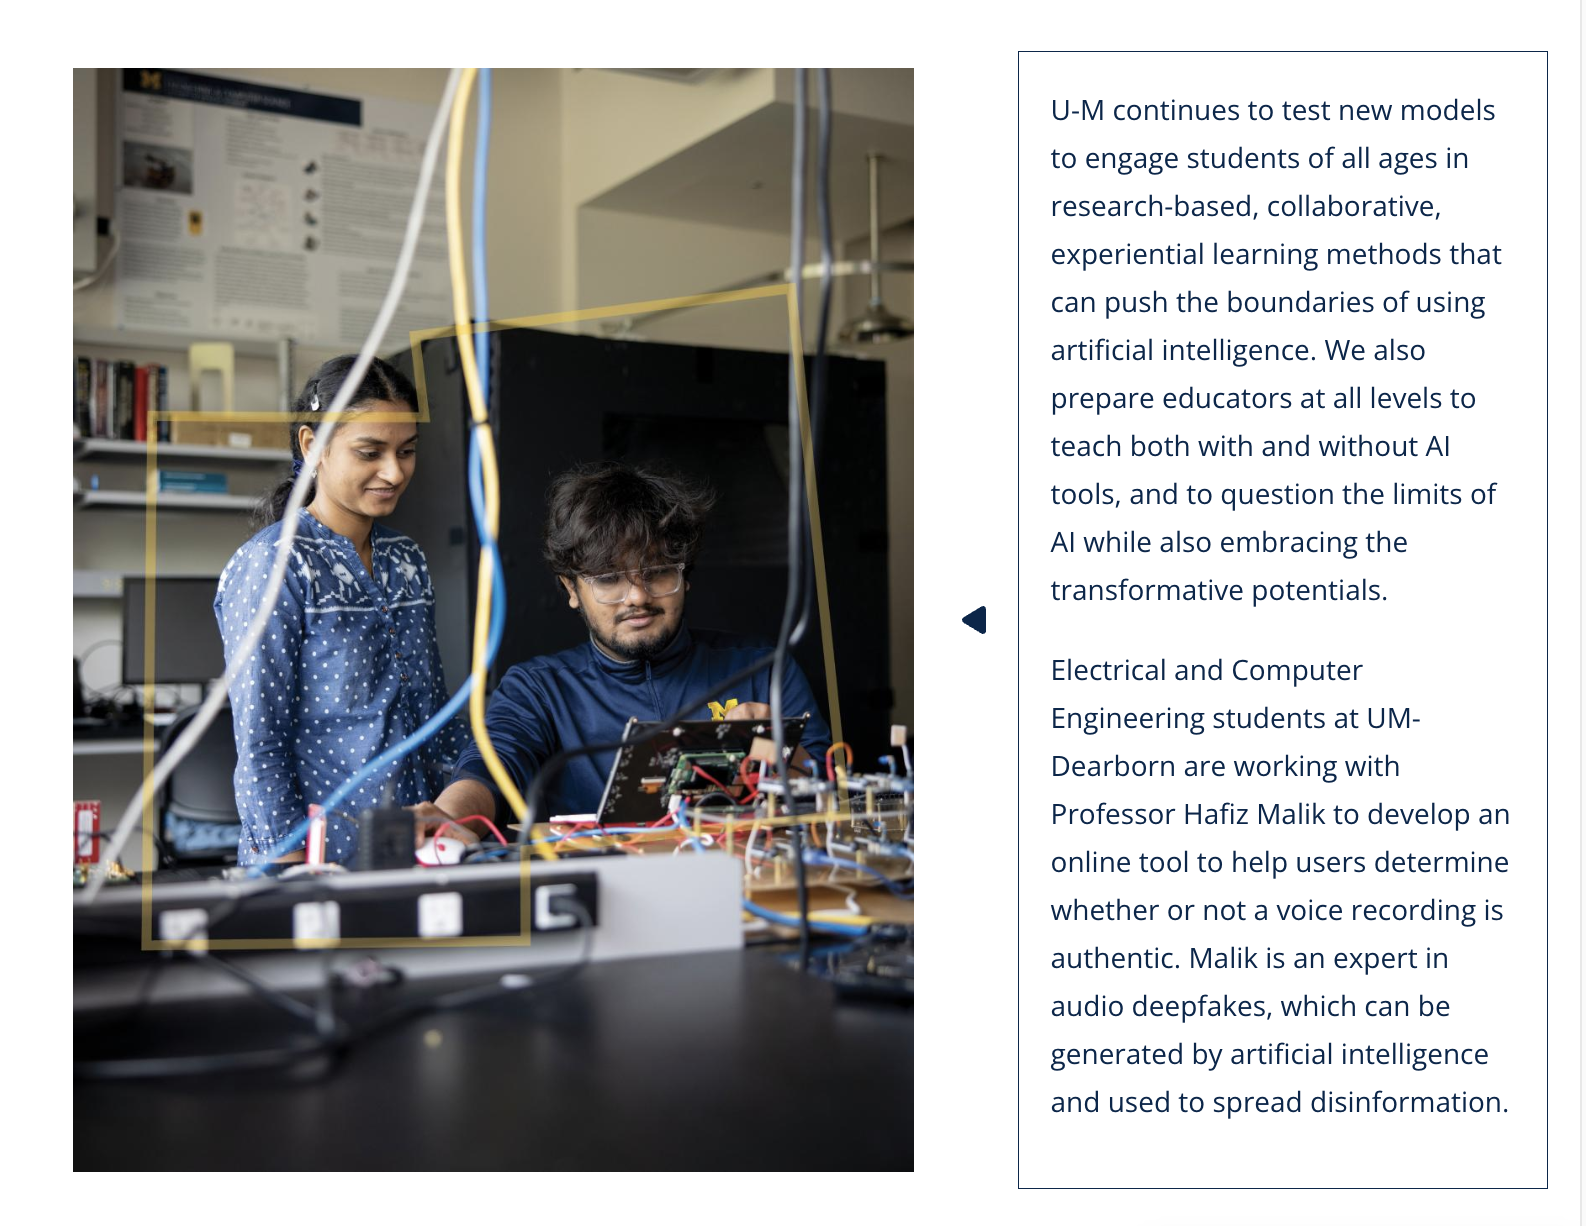 U-M continues to test new models
to engage students of all ages in
research-based, collaborative,
experiential learning methods that
can push the boundaries of using
artificial intelligence. We also
prepare educators at all levels to
teach both with and without AI
tools, and to question the limits of
AI while also embracing the
transformative potentials.
Electrical and Computer
Engineering students at UM-
Dearborn are working with
Professor Hafiz Malik to develop an
online tool to help users determine
whether or not a voice recording is
authentic. Malik is an expert in
audio deepfakes, which can be
generated by artificial intelligence
and used to spread disinformation.
M
M